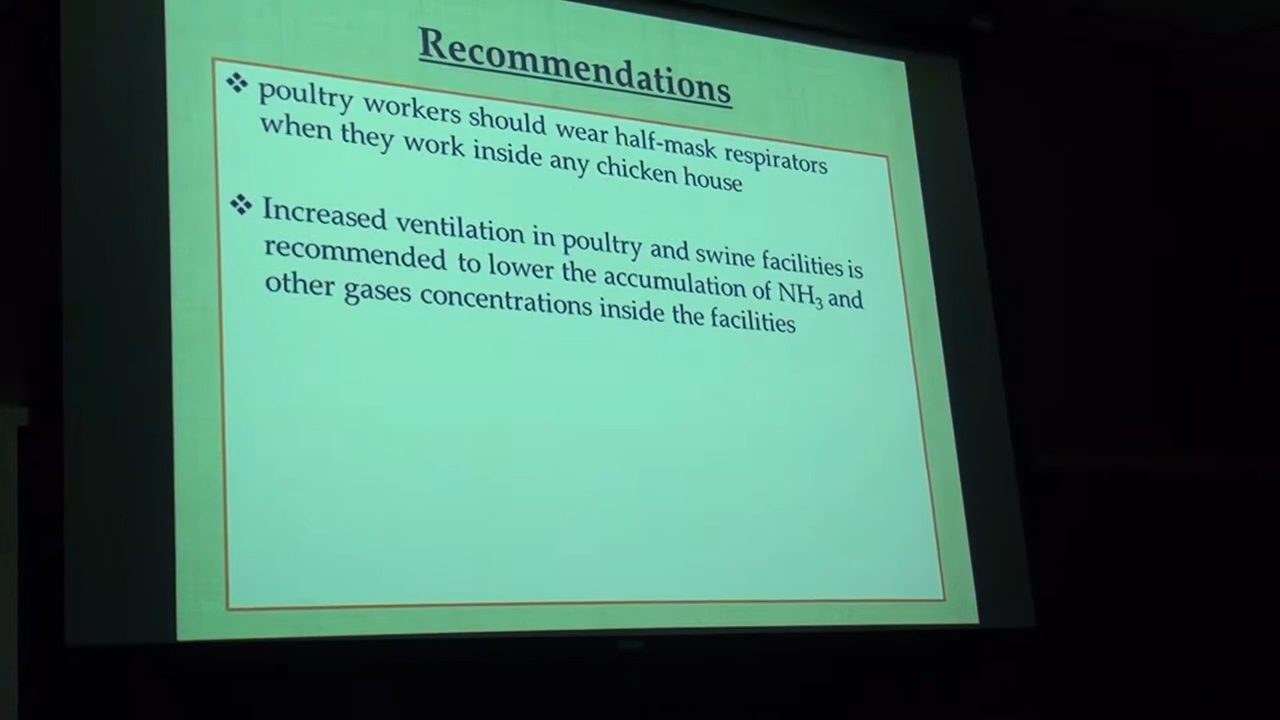 Recommendations
❖ poultry workers should wear half-mask respirators
when they work inside any chicken house
❖ Increased ventilation in poultry and swine facilities is
recommended to lower the accumulation of NH₃ and
other gases concentrations inside the facilities